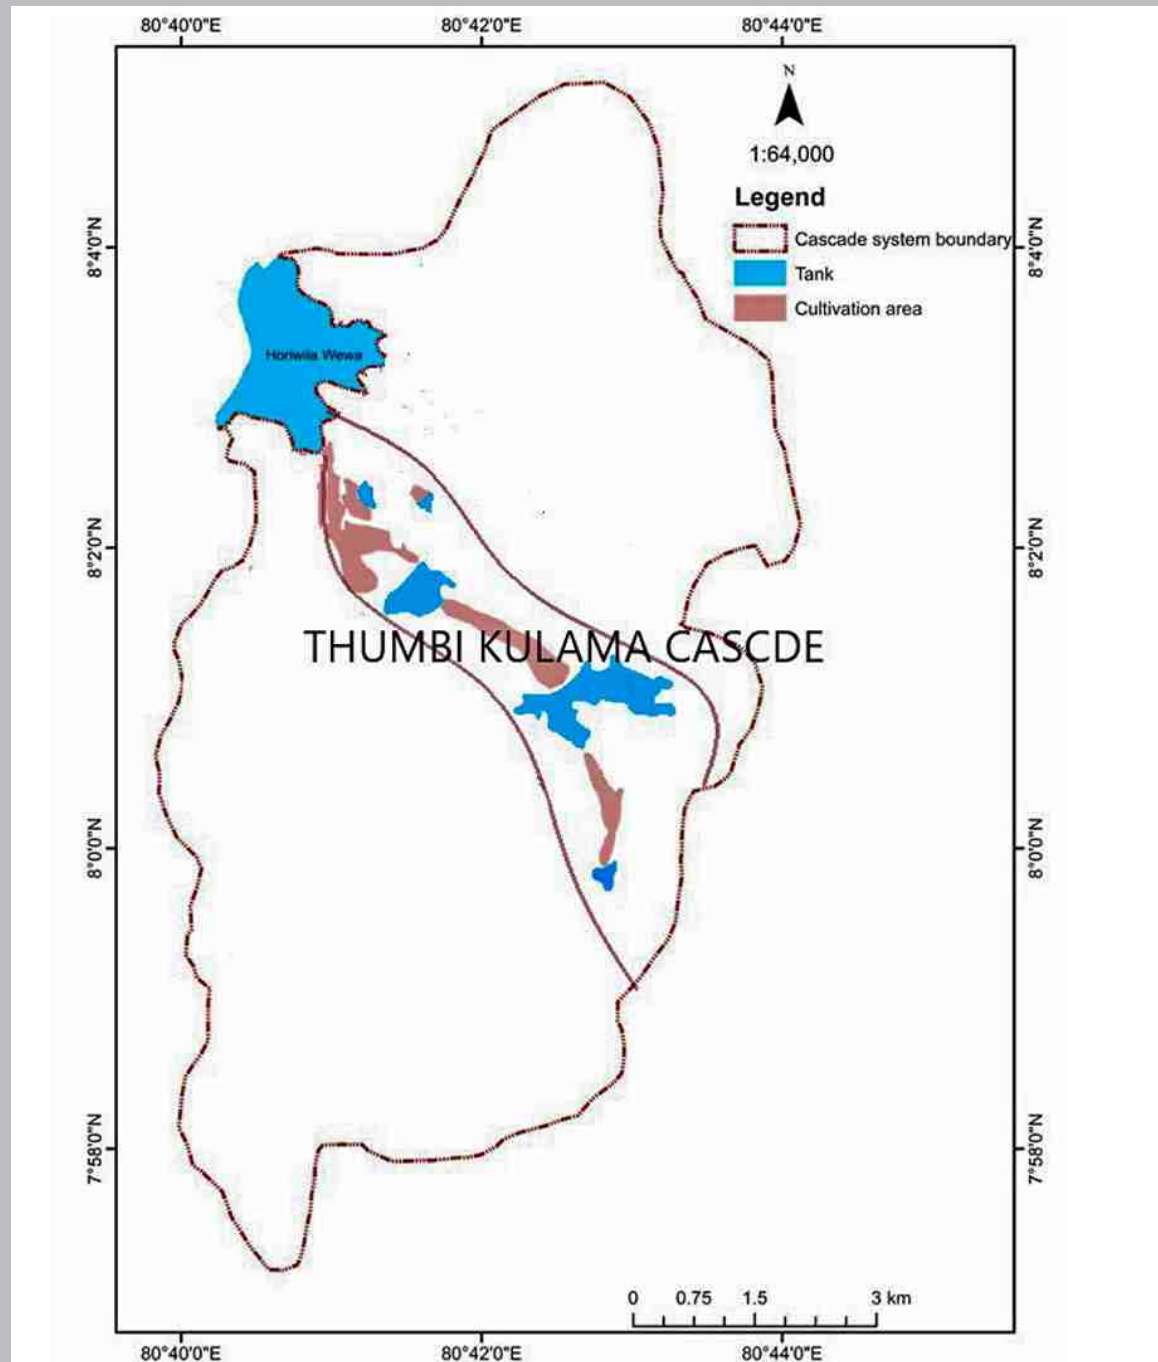 80°40'0"E 80°42'0"E 80°44'0"E
N
1:64,000
Legend
Cascade system boundary
Tank
Cultivation area
8°4'0"N 8°4'0"N
Horiwila Wewa
8°2'0"N 8°2'0"N
THUMBI KULAMA CASCDE
8°0'0"N 8°0'0"N
7°58'0"N 7°58'0"N
0 0.75 1.5 3 km
80°40'0"E 80°42'0"E 80°44'0"E